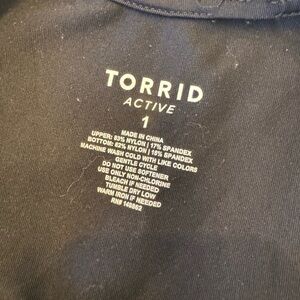 TORRID
ACTIVE
1
MADE IN CHINA
UPPER: 83% NYLON | 17% SPANDEX
BOTTOM: 82% NYLON | 18% SPANDEX
MACHINE WASH COLD WITH LIKE COLORS
GENTLE CYCLE
DO NOT USE SOFTENER
USE ONLY NON-CHLORINE
BLEACH IF NEEDED
TUMBLE DRY LOW
WARM IRON IF NEEDED
RN# 148862